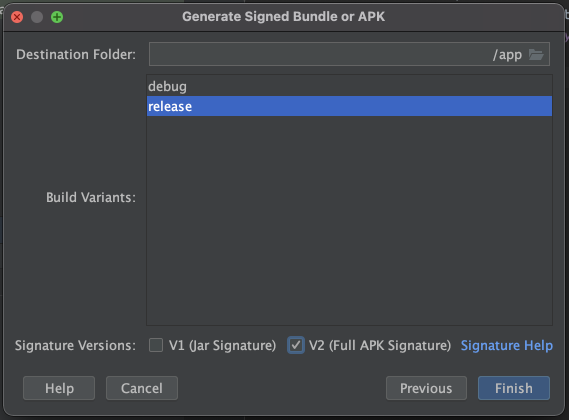 Generate Signed Bundle or APK
Destination Folder: /app
debug
release
Build Variants:
Signature Versions: V1 (Jar Signature) V2 (Full APK Signature) Signature Help
Help Cancel Previous Finish